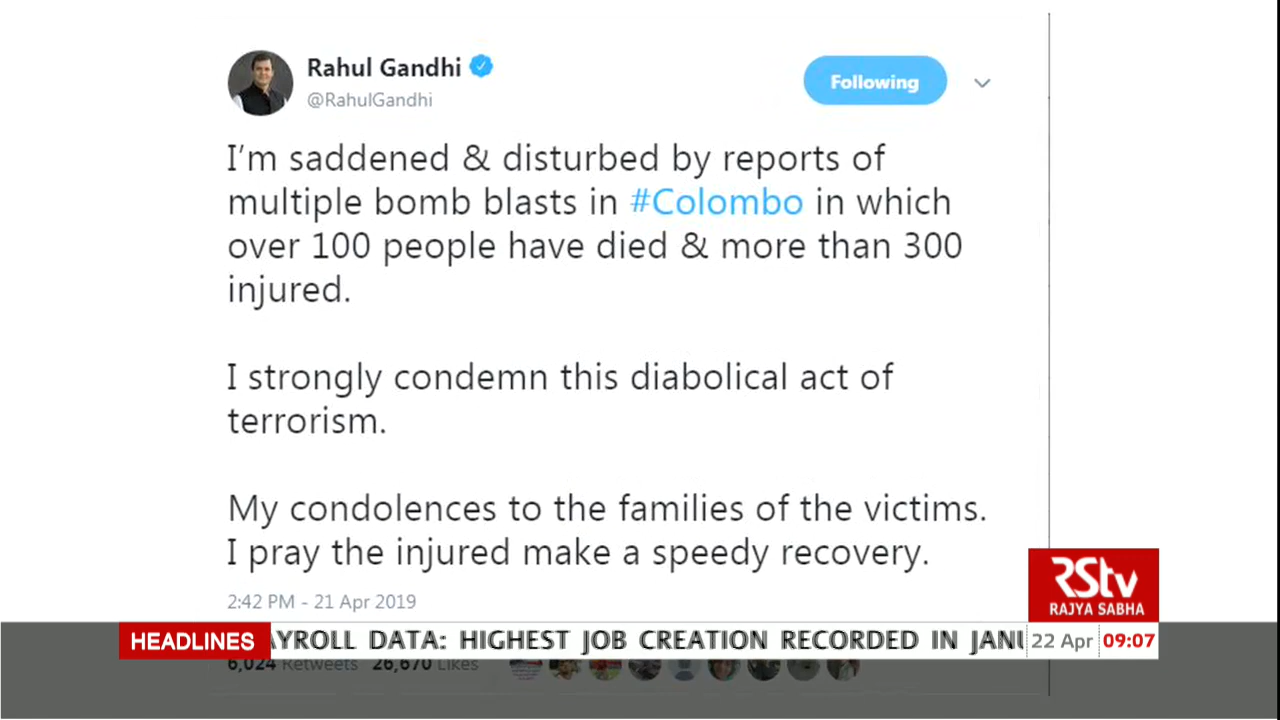 Rahul Gandhi
@RahulGandhi
Following
I'm saddened & disturbed by reports of
multiple bomb blasts in #Colombo in which
over 100 people have died & more than 300
injured.
I strongly condemn this diabolical act of
terrorism.
My condolences to the families of the victims.
I pray the injured make a speedy recovery.
2:42 PM - 21 Apr 2019
RStv
RAJYA SABHA
HEADLINES AYROLL DATA: HIGHEST JOB CREATION RECORDED IN JANU 22 Apr 09:07
6,024 Retweets 26,670 Likes